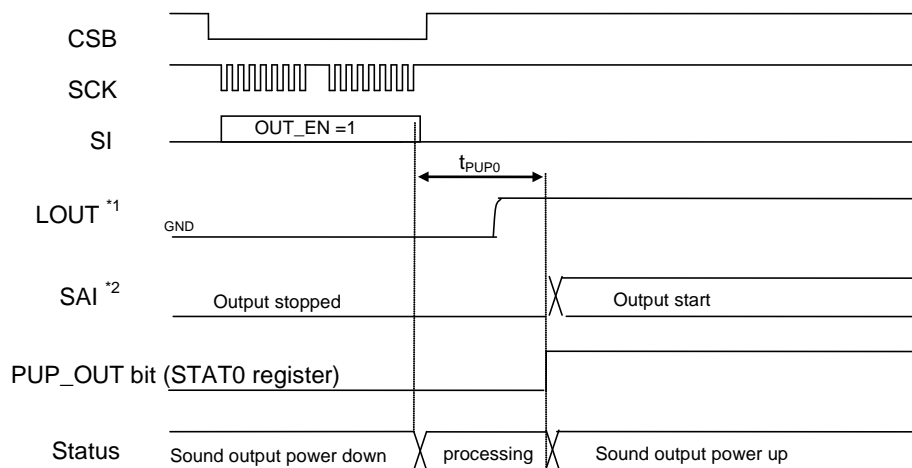 CSB
SCK
SI
OUT_EN =1
tPUP0
LOUT *1
GND
SAI *2
Output stopped
Output start
PUP_OUT bit (STAT0 register)
Status
Sound output power down
processing
Sound output power up